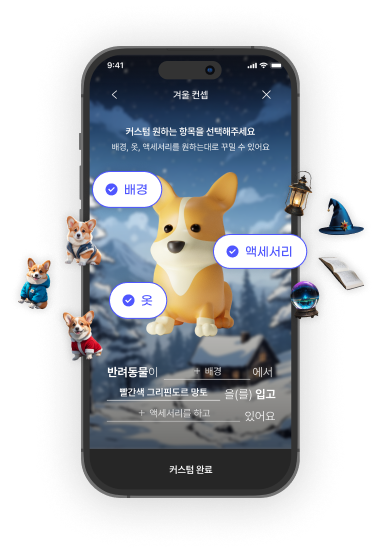 9:41
겨울 컨셉
커스텀 원하는 항목을 선택해주세요
배경, 옷, 액세서리를 원하는대로 꾸밀 수 있어요
배경
액세서리
옷
반려동물이 + 배경 에서
빨간색 그리핀도르 망토 을(를) 입고
+ 액세서리를 하고 있어요
커스텀 완료